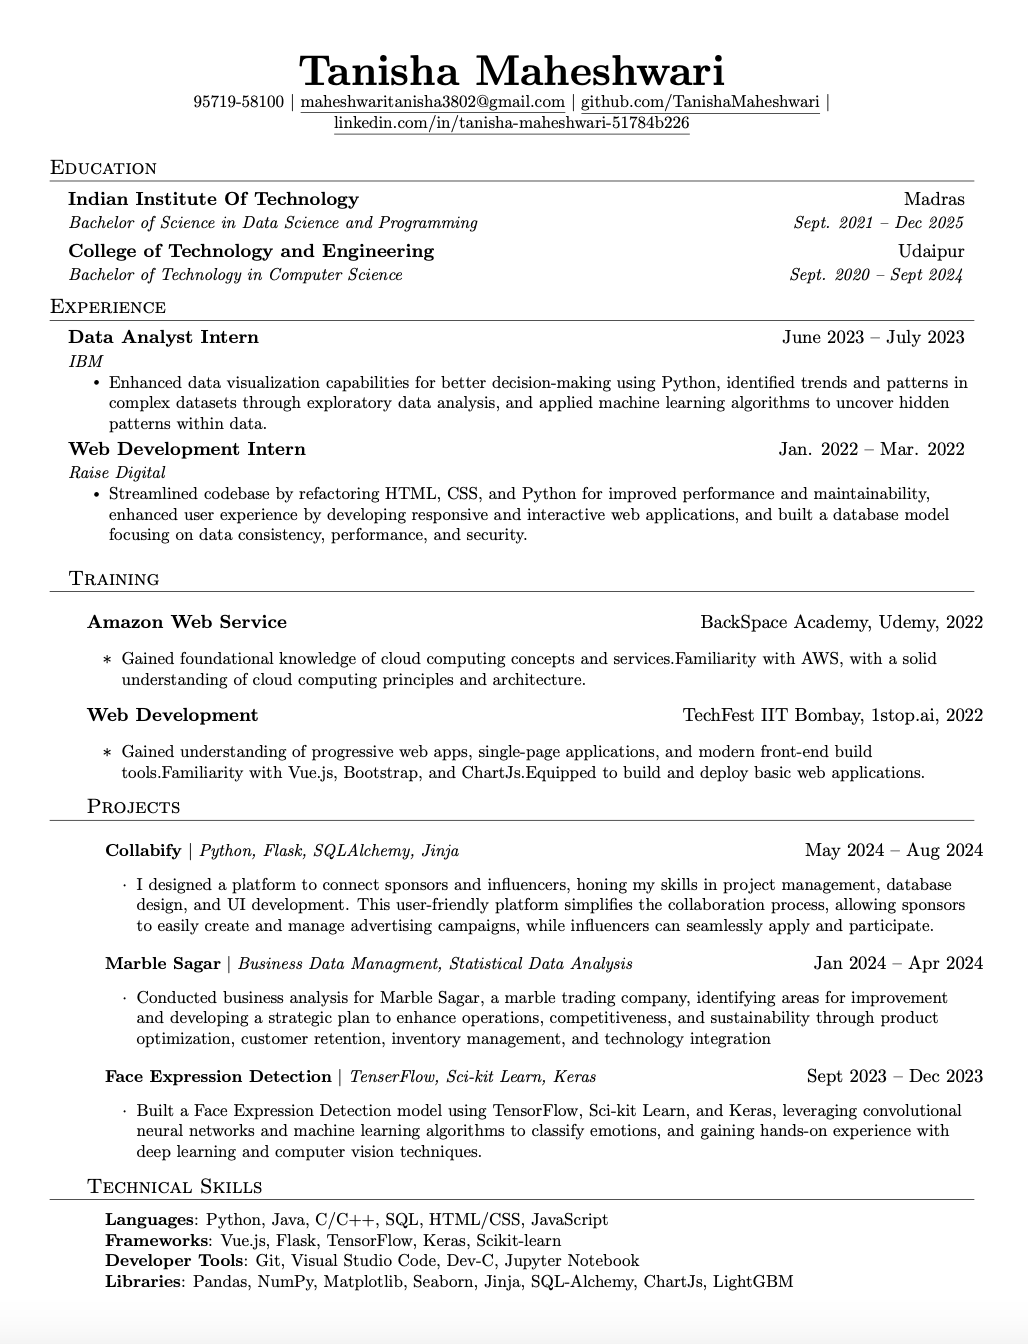 Tanisha Maheshwari
95719-58100 | maheshwaritanisha3802@gmail.com | github.com/TanishaMaheshwari |
linkedin.com/in/tanisha-maheshwari-51784b226
Education
Indian Institute Of Technology Madras
Bachelor of Science in Data Science and Programming Sept. 2021 – Dec 2025
College of Technology and Engineering Udaipur
Bachelor of Technology in Computer Science Sept. 2020 – Sept 2024
Experience
Data Analyst Intern June 2023 – July 2023
IBM
• Enhanced data visualization capabilities for better decision-making using Python, identified trends and patterns in
complex datasets through exploratory data analysis, and applied machine learning algorithms to uncover hidden
patterns within data.
Web Development Intern Jan. 2022 – Mar. 2022
Raise Digital
• Streamlined codebase by refactoring HTML, CSS, and Python for improved performance and maintainability,
enhanced user experience by developing responsive and interactive web applications, and built a database model
focusing on data consistency, performance, and security.
Training
Amazon Web Service BackSpace Academy, Udemy, 2022
* Gained foundational knowledge of cloud computing concepts and services.Familiarity with AWS, with a solid
understanding of cloud computing principles and architecture.
Web Development TechFest IIT Bombay, 1stop.ai, 2022
* Gained understanding of progressive web apps, single-page applications, and modern front-end build
tools.Familiarity with Vue.js, Bootstrap, and ChartJs.Equipped to build and deploy basic web applications.
Projects
Collabify | Python, Flask, SQLAlchemy, Jinja May 2024 – Aug 2024
· I designed a platform to connect sponsors and influencers, honing my skills in project management, database
design, and UI development. This user-friendly platform simplifies the collaboration process, allowing sponsors
to easily create and manage advertising campaigns, while influencers can seamlessly apply and participate.
Marble Sagar | Business Data Managment, Statistical Data Analysis Jan 2024 – Apr 2024
· Conducted business analysis for Marble Sagar, a marble trading company, identifying areas for improvement
and developing a strategic plan to enhance operations, competitiveness, and sustainability through product
optimization, customer retention, inventory management, and technology integration
Face Expression Detection | TenserFlow, Sci-kit Learn, Keras Sept 2023 – Dec 2023
· Built a Face Expression Detection model using TensorFlow, Sci-kit Learn, and Keras, leveraging convolutional
neural networks and machine learning algorithms to classify emotions, and gaining hands-on experience with
deep learning and computer vision techniques.
Technical Skills
Languages: Python, Java, C/C++, SQL, HTML/CSS, JavaScript
Frameworks: Vue.js, Flask, TensorFlow, Keras, Scikit-learn
Developer Tools: Git, Visual Studio Code, Dev-C, Jupyter Notebook
Libraries: Pandas, NumPy, Matplotlib, Seaborn, Jinja, SQL-Alchemy, ChartJs, LightGBM